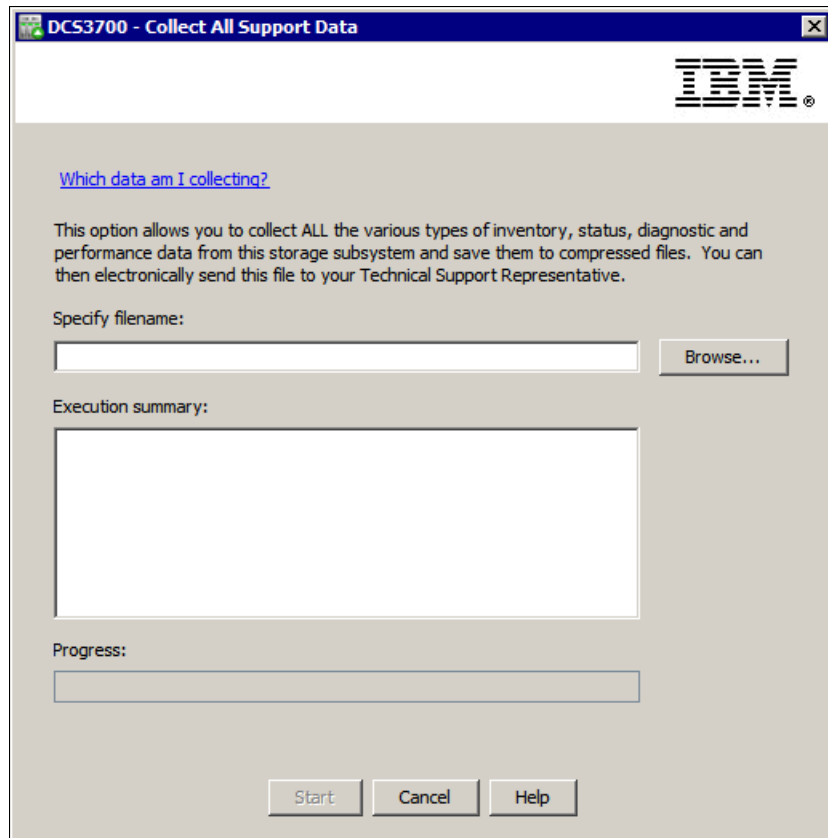 DCS3700 - Collect All Support Data
IBM®
Which data am I collecting?
This option allows you to collect ALL the various types of inventory, status, diagnostic and
performance data from this storage subsystem and save them to compressed files. You can
then electronically send this file to your Technical Support Representative.
Specify filename:
Browse...
Execution summary:
Progress:
Start Cancel Help